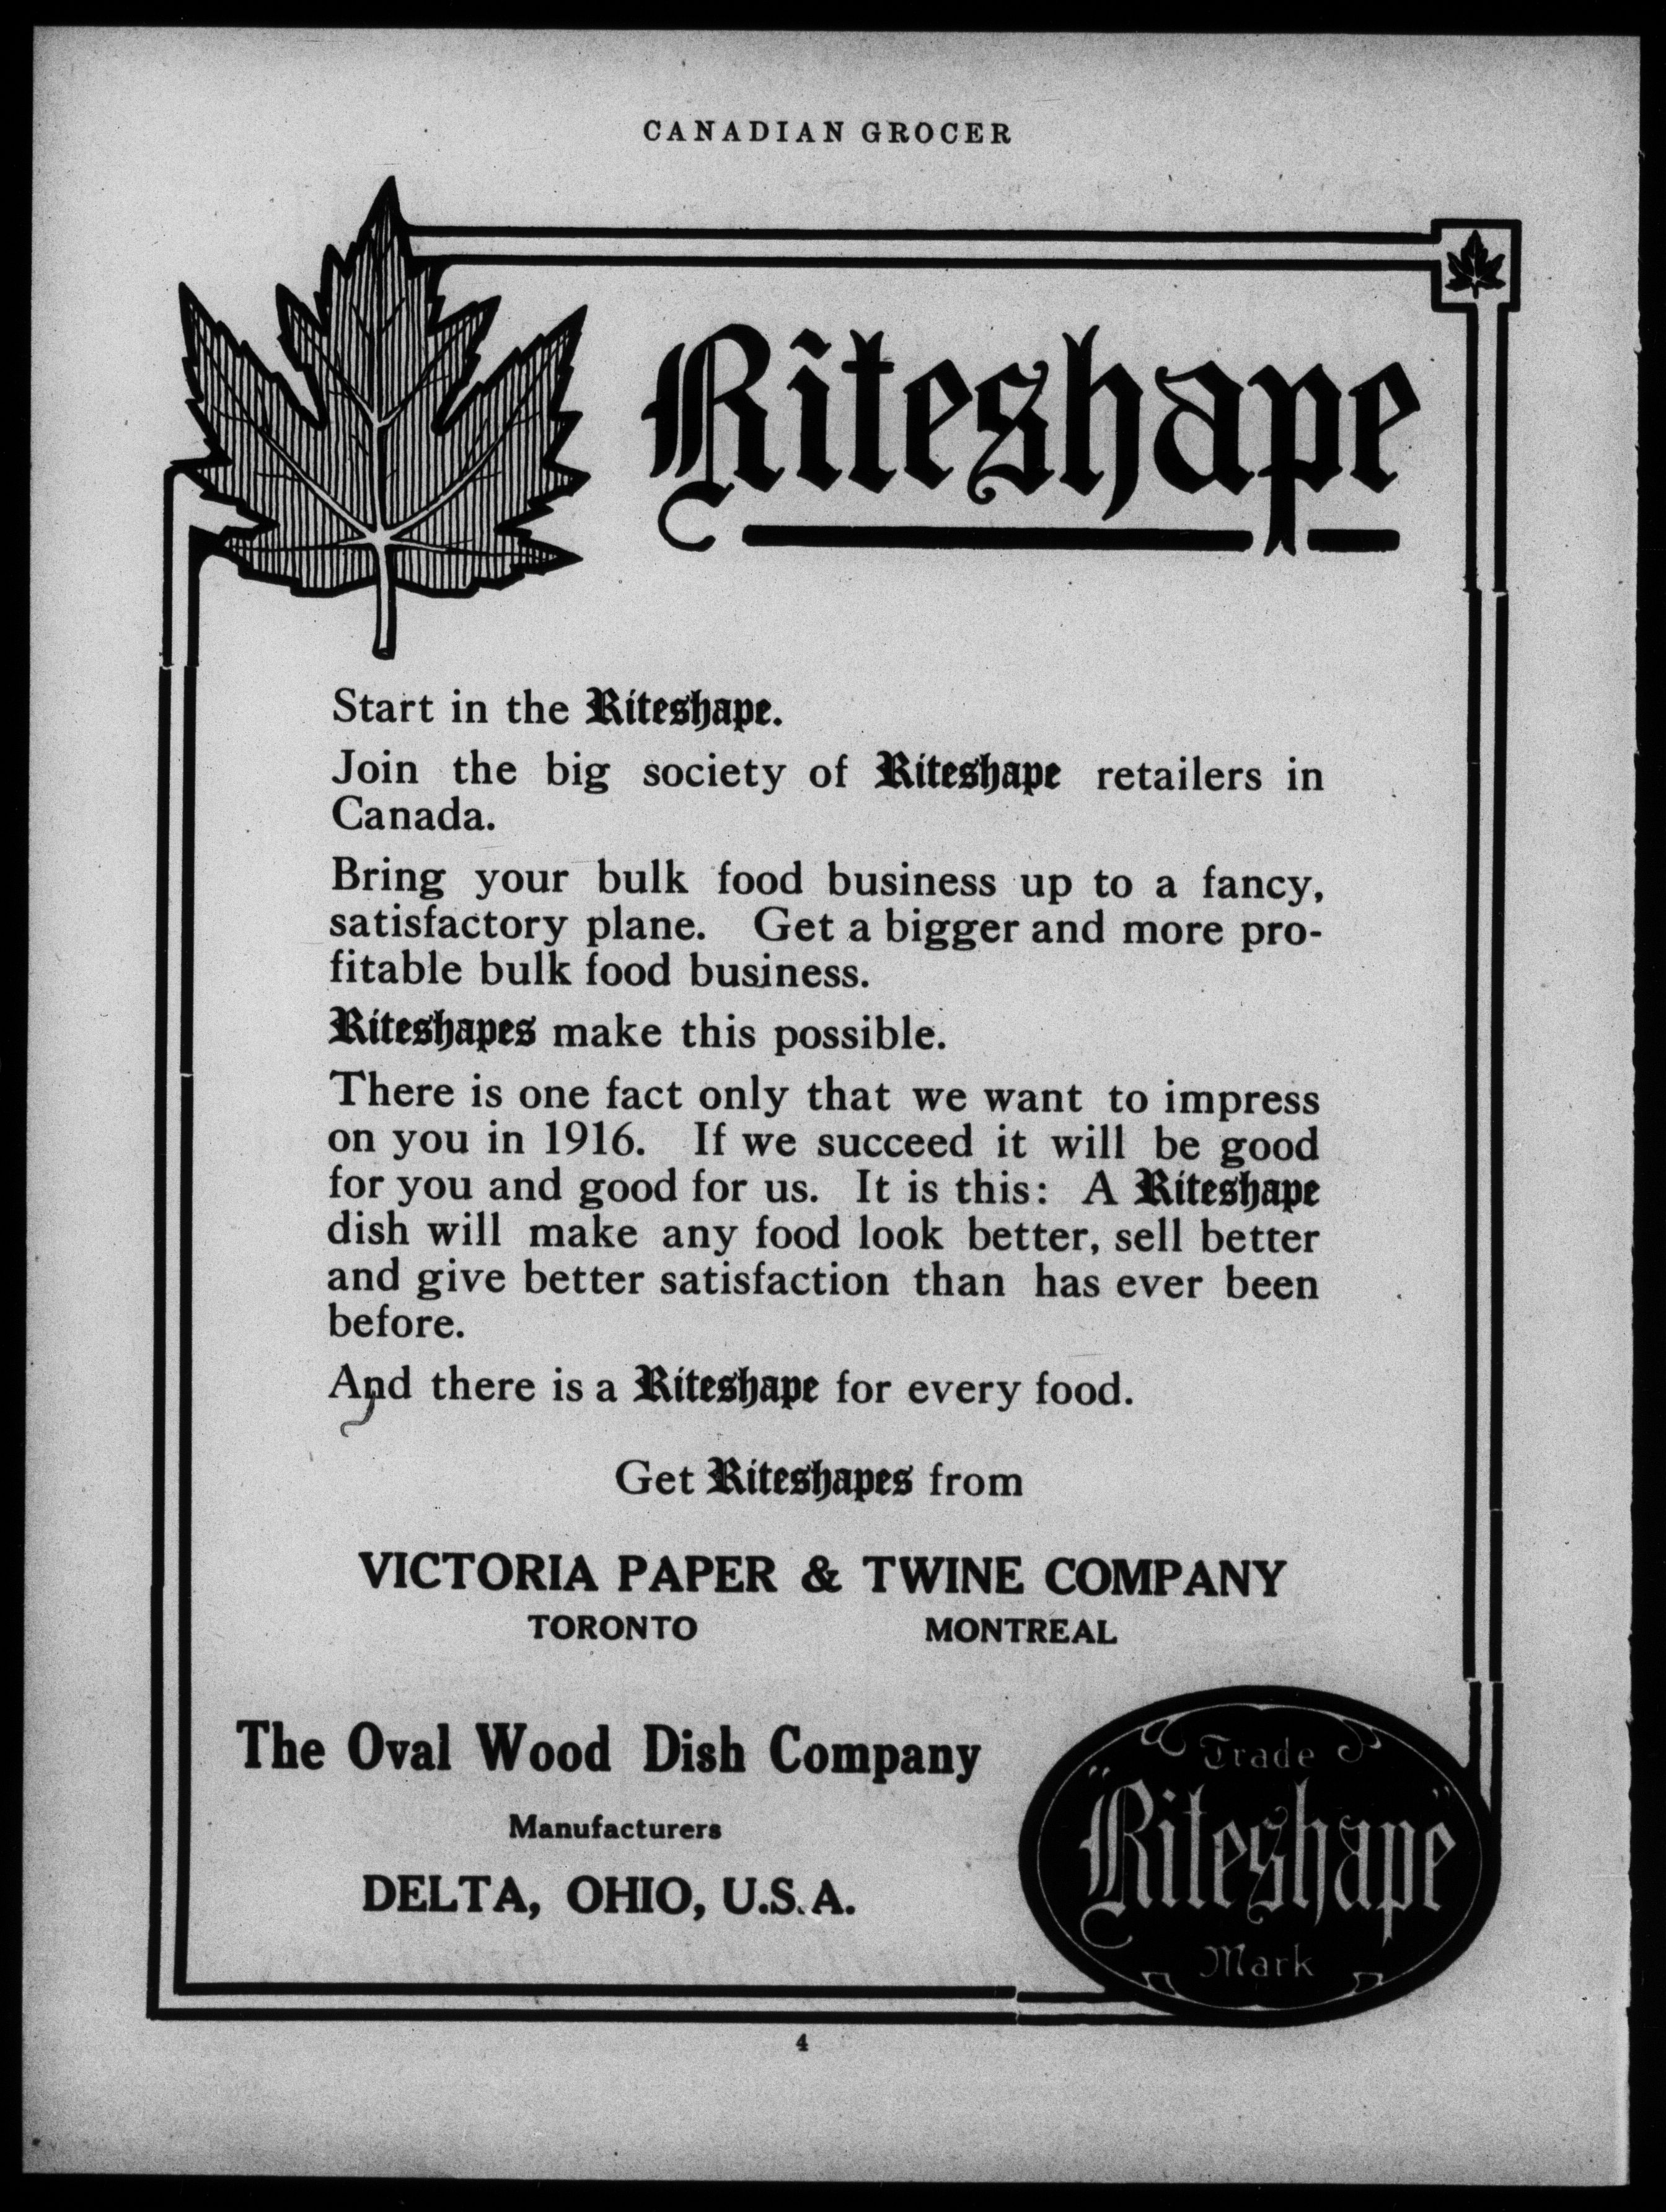 CANADIAN GROCER
Riteshape
Start in the Riteshape.
Join the big society of Riteshape retailers in
Canada.
Bring your bulk food business up to a fancy,
satisfactory plane. Get a bigger and more pro-
fitable bulk food business.
Riteshapes make this possible.
There is one fact only that we want to impress
on you in 1916. If we succeed it will be good
for you and good for us. It is this: A Riteshape
dish will make any food look better, sell better
and give better satisfaction than has ever been
before.
And there is a Riteshape for every food.
Get Riteshapes from
VICTORIA PAPER & TWINE COMPANY
TORONTO MONTREAL
The Oval Wood Dish Company
Manufacturers
DELTA, OHIO, U.S.A.
Trade
"Riteshape"
Mark
4